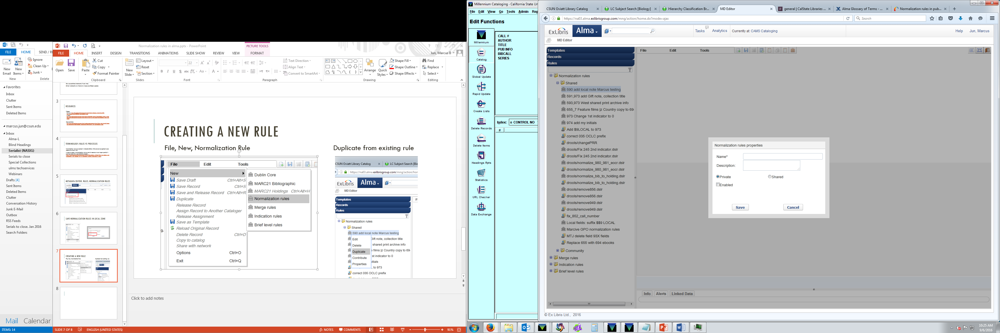 FILE HOME SEND / RE
New Email
New Items
Ignore
Clean Up
Junk
New Delete
Favorites
Inbox
Clutter
Sent Items
Deleted Items
marcus.jun@csun.edu
Inbox
Alma-L
Blind Headings
Serialist (NASIG)
Serials to close
Special Collections
ulms techservices
Webinars
Drafts [4]
Sent Items
Deleted Items
Clutter
Conversation History
Junk E-Mail
Outbox
RSS Feeds
Serials to close. Jan 2016
Search Folders
Mail Calendar
ITEMS: 14
Normalization rules in alma.pptx - PowerPoint
PICTURE TOOLS
FILE HOME INSERT DESIGN TRANSITIONS ANIMATIONS SLIDE SHOW REVIEW VIEW FORMAT
Jun, Marcus B
Open Save Paste
Cut
Copy
Format Painter
Clipboard
New Slide
Layout
Reset
Section
Slides
22
Font
Text Direction
Align Text
Convert to SmartArt
Paragraph
Arrange
Quick Styles
Shape Fill
Shape Outline
Shape Effects
Drawing
Find
Replace
Select
Editing
3
RESOURCES
4
TERMINOLOGY: RULES VS PROCESSES
5
METADATA EDITOR, RULES, NORMALIZATION RULES
6
SAVE NORMALIZATION RULES IN LOCAL ZONE
7
CREATING A NEW RULE
8
CREATING A NEW RULE
File, New, Normalization Rule
Duplicate from existing rule
File Edit Tools
New
Save Draft Ctrl+Alt+S
Save Record Ctrl+S
Save and Release Record Ctrl+Alt+R
Duplicate
Release Record
Assign Record to Another Cataloger
Release Assignment
Save as Template
Reload Original Record
Delete Record Ctrl+D
Copy to catalog
Share with network
Options Ctrl+O
Exit Ctrl+Q
Dublin Core
MARC21 Bibliographic
MARC21 Holdings Ctrl+Alt+H
Normalization rules
Merge rules
Indication rules
Brief level rules
CSUN Oviatt Library Catalog LC Subject Search [Bio
https://na03.alma.exlibrisgroup.com/mng/action/hor
ExLibris Alma
MD Editor
Templates
Records
Rules
Normalization rules
Shared
590 add local note Marcus testing
Gift note, collection title
shared print archive info
films |z Country copy to 69
st indicator to 0
nitials
to 973
correct 035 OCLC prefix
Edit
Delete
Duplicate
Contribute
Properties
Click to add notes
SLIDE 7 OF 8 ENGLISH (UNITED STATES)
NOTES COMMENTS 91%
Millennium Cataloging - California State Un
File Edit View Go Tools Admin Rep
Edit Functions
Millennium
Catalog
Global Update
Rapid Update
Create Lists
Delete Records
Delete Items
Headings Rpts
Statistics
URL Checker
Data Exchange
CALL #
AUTHOR
TITLE
PUB INFO
BIBCALL
SERIES
Index: o CONTROL NO
#
CSUN Oviatt Library Catalog
LC Subject Search [Biology]
Hierarchy Classification Br...
MD Editor
general | CalState Libraries ...
Alma Glossary of Terms - ...
Normalization rules in pub...
https://na03.alma.exlibrisgroup.com/mng/action/home.do?mode=ajax
Search
ExLibris Alma
Tasks Analytics Currently at: CAMS Cataloging
Help Jun, Marcus
MD Editor
Templates
Records
Rules
File Edit Tools
Normalization rules
Shared
590 add local note Marcus testing
591,973 add Gift note, collection title
593,973 West shared print archive info
655_7 Feature films |z Country copy to 69
973 Change 1st indicator to 0
974 add my initials
Add $9LOCAL to 973
correct 035 OCLC prefix
drools/changePRR
drools/Fix 245 2nd indicator.dslr
drools/Fix 245 2nd indicator.dslr
drools/normalize_980_981_eocr.dslr
drools/normalize_980_981_eocr.dslr
drools/normalize_bib_to_holding.dslr
drools/normalize_bib_to_holding.dslr
drools/remove856.dslr
drools/remove856.dslr
drools/remove949.dslr
drools/remove949.dslr
fix_852_call_number
Local fields: suffix $$9 LOCAL
Marcive GPO normalization rules
MTJ delete field 93X fields
Replace 655 with 694 ebooks
Community
Merge rules
Indication rules
Brief level rules
Normalization rules properties
Name*
Description:
Private Shared
Enabled
Save Cancel
Info Alerts Linked Data
© Ex Libris Ltd., 2016
10:25 AM
9/6/2016